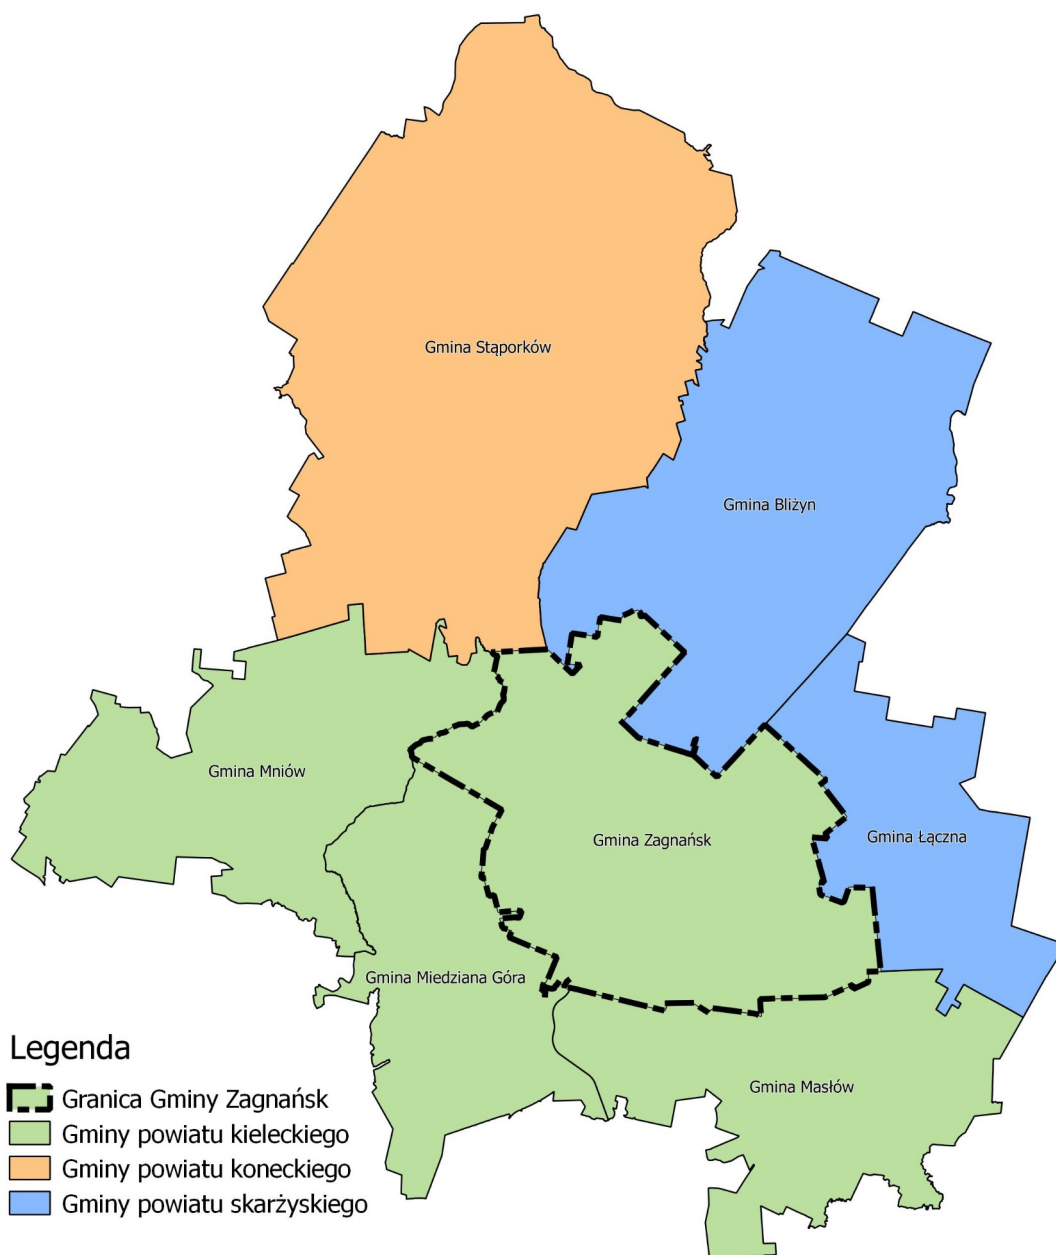 Gmina Stąporków
Gmina Bliżyn
Gmina Mniów
Gmina Zagnańsk
Gmina Łączna
Gmina Miedziana Góra
Gmina Masłów
Legenda
Granica Gminy Zagnańsk
Gminy powiatu kieleckiego
Gminy powiatu koneckiego
Gminy powiatu skarżyskiego